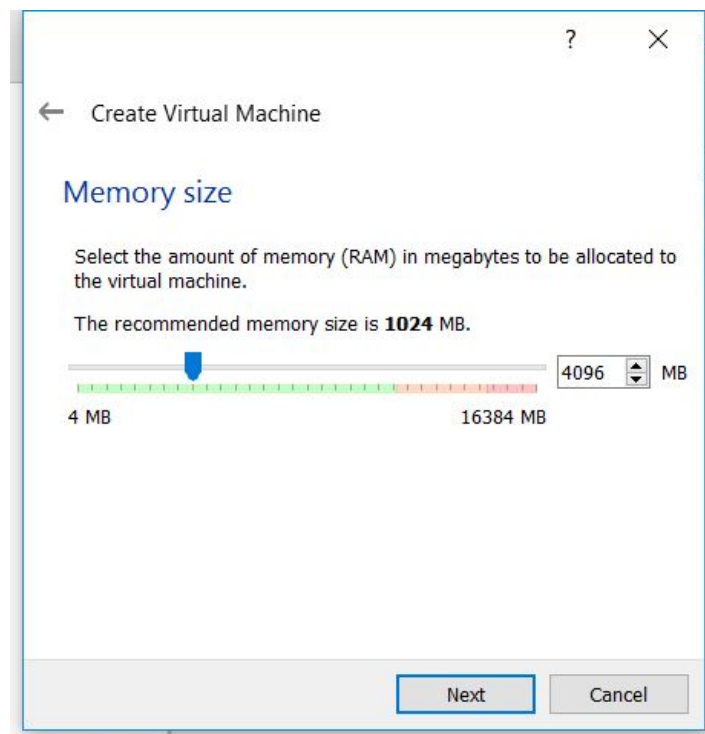 ?
Create Virtual Machine
Memory size
Select the amount of memory (RAM) in megabytes to be allocated to
the virtual machine.
The recommended memory size is 1024 MB.
4096 MB
4 MB 16384 MB
Next Cancel